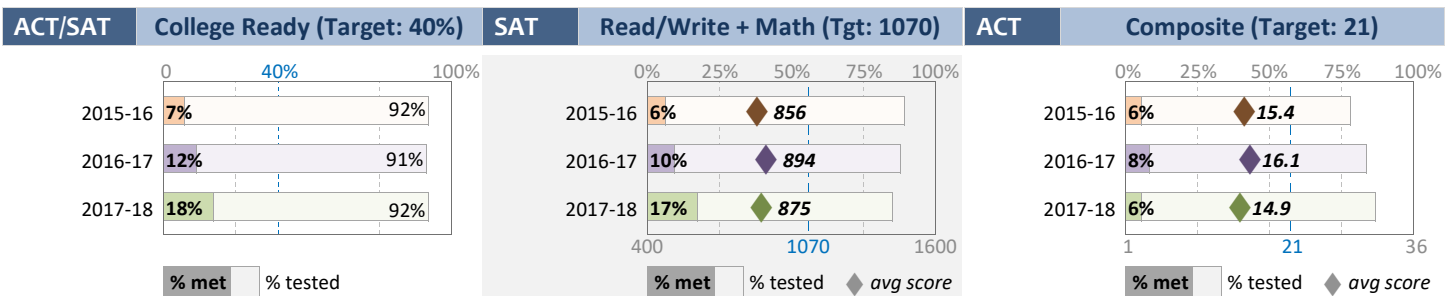 ACT/SAT College Ready (Target: 40%)
0 40% 100%
2015-16 7% 92%
2016-17 12% 91%
2017-18 18% 92%
% met % tested
SAT Read/Write + Math (Tgt: 1070)
0% 25% 50% 75% 100%
2015-16 6% 856
2016-17 10% 894
2017-18 17% 875
400 1070 1600
% met % tested avg score
ACT Composite (Target: 21)
0% 25% 50% 75% 100%
2015-16 6% 15.4
2016-17 8% 16.1
2017-18 6% 14.9
1 21 36
% met % tested avg score